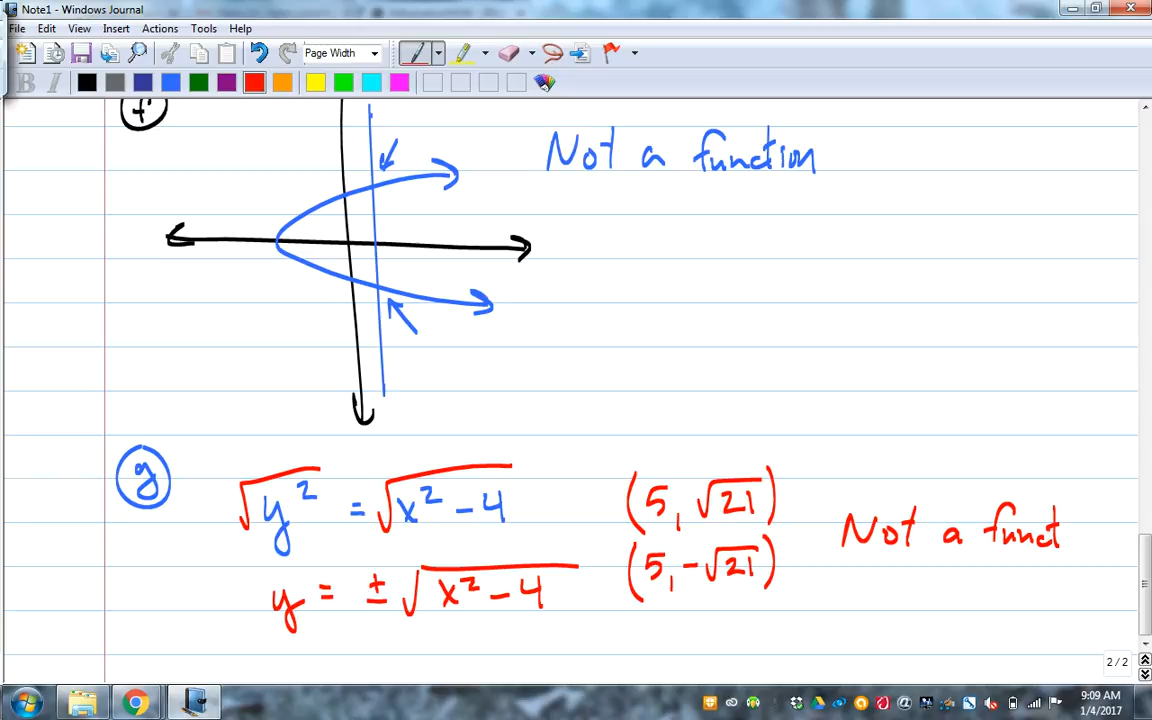 Note1 - Windows Journal
File Edit View Insert Actions Tools Help
Page Width
B I
f
Not a function
g
√y² = √x² - 4
(5, √21)
y = ± √x² - 4
(5, -√21)
Not a funct
2 / 2
9:09 AM
1/4/2017